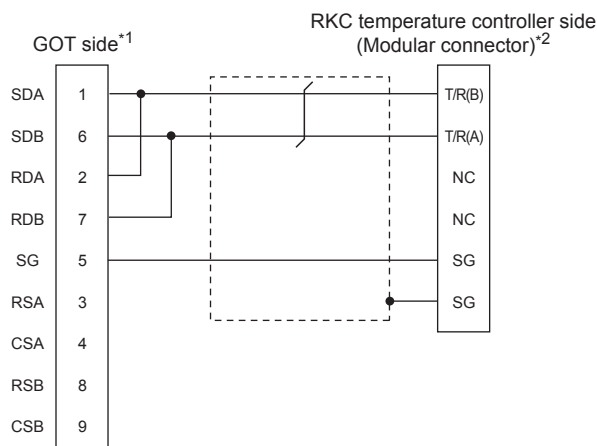 RKC temperature controller side
(Modular connector)*2
GOT side*1
SDA 1 T/R(B)
SDB 6 T/R(A)
RDA 2 NC
RDB 7 NC
SG 5 SG
RSA 3 SG
CSA 4
RSB 8
CSB 9